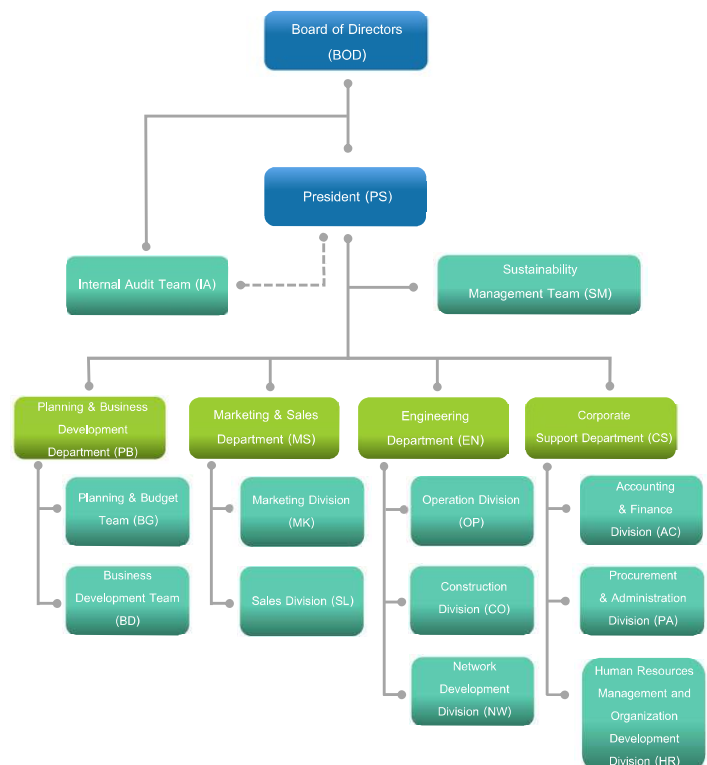 Board of Directors
(BOD)
President (PS)
Internal Audit Team (IA)
Sustainability
Management Team (SM)
Planning & Business
Development
Department (PB)
Marketing & Sales
Department (MS)
Engineering
Department (EN)
Corporate
Support Department (CS)
Planning & Budget
Team (BG)
Business
Development Team
(BD)
Marketing Division
(MK)
Sales Division (SL)
Operation Division
(OP)
Construction
Division (CO)
Network
Development
Division (NW)
Accounting
& Finance
Division (AC)
Procurement
& Administration
Division (PA)
Human Resources
Management and
Organization
Development
Division (HR)